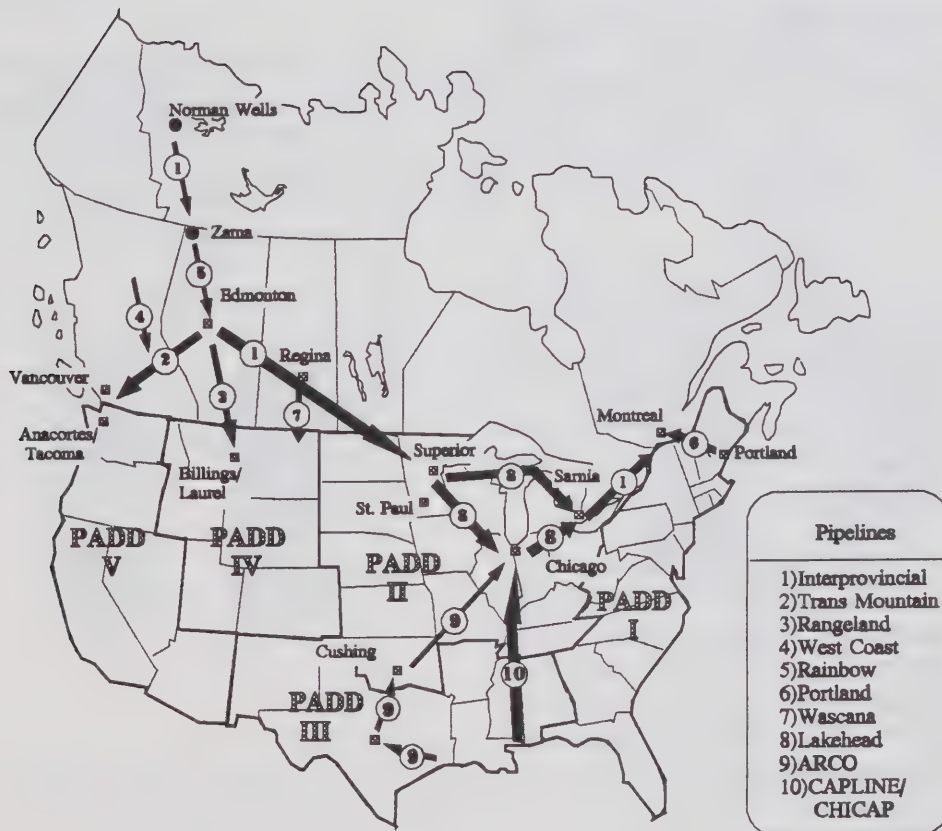 Norman Wells
1
Zama
5
Edmonton
4
2
1
Regina
Vancouver
3
7
Montreal
6
Anacortes/
Tacoma
Superior
Sarnia
Portland
Billings/
Laurel
8
1
St. Paul
8
8
PADD
V
PADD
IV
PADD
II
Chicago
PADD
I
9
Cushing
10
PADD
III
9
9
Pipelines
1)Interprovincial
2)Trans Mountain
3)Rangeland
4)West Coast
5)Rainbow
6)Portland
7)Wascana
8)Lakehead
9)ARCO
10)CAPLINE/
CHICAP